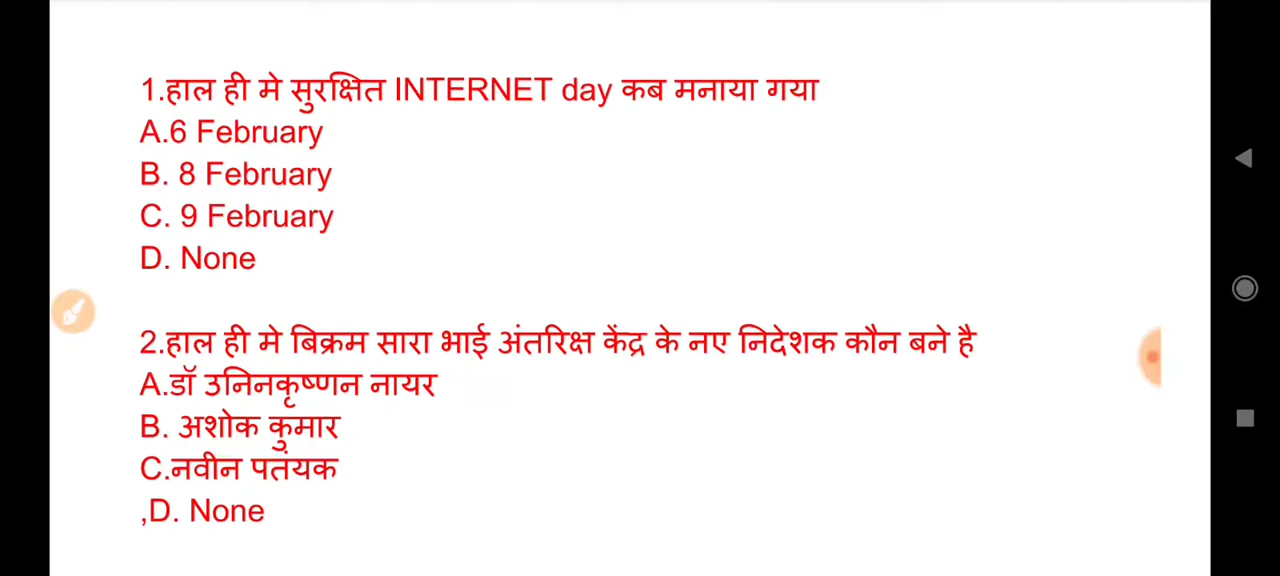 1.हाल ही मे सुरक्षित INTERNET day कब मनाया गया
A.6 February
B. 8 February
C. 9 February
D. None
2.हाल ही मे बिक्रम सारा भाई अंतरिक्ष केंद्र के नए निदेशक कौन बने है
A.डॉ उनिनकृष्णन नायर
B. अशोक कुमार
C.नवीन पतंयक
,D. None